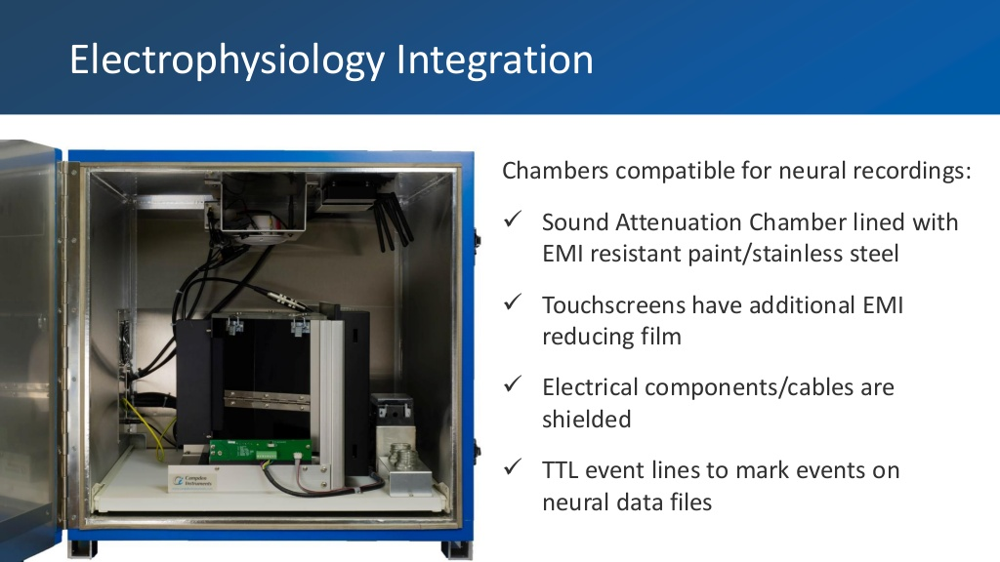 Electrophysiology Integration
Chambers compatible for neural recordings:
✓ Sound Attenuation Chamber lined with
EMI resistant paint/stainless steel
✓ Touchscreens have additional EMI
reducing film
✓ Electrical components/cables are
shielded
✓ TTL event lines to mark events on
neural data files
Campden
Instruments